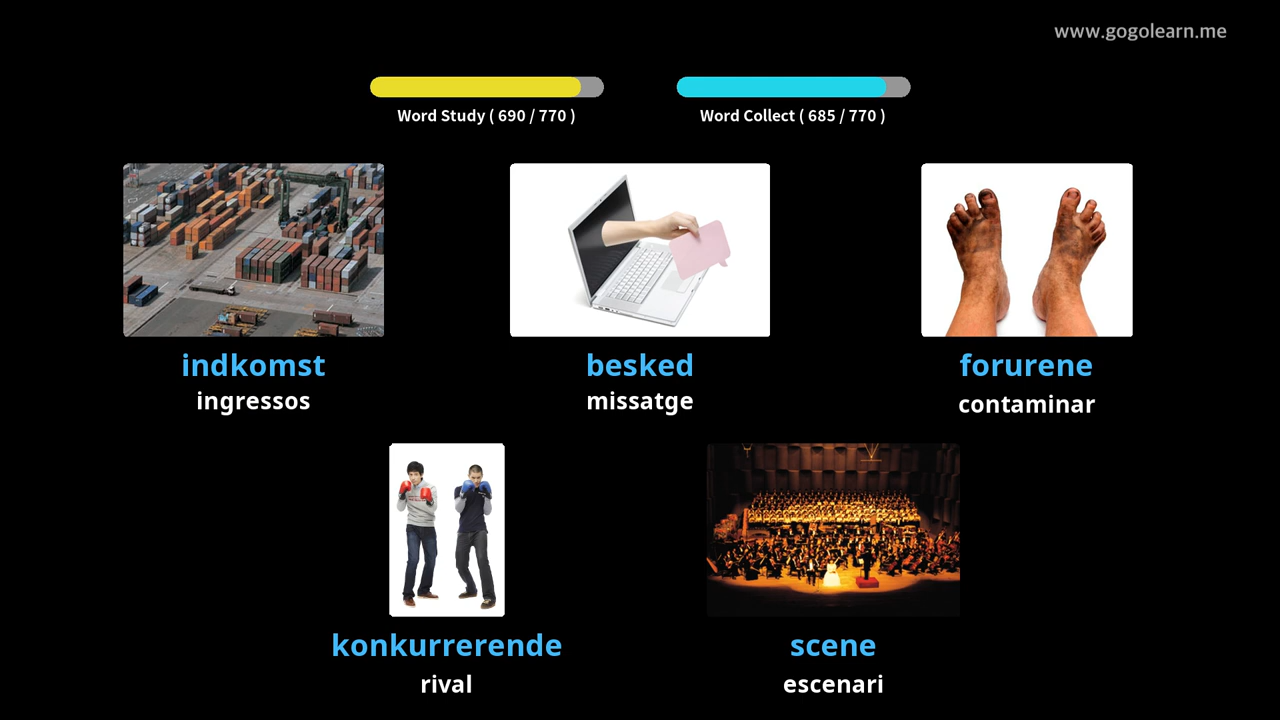 www.gogolearn.me
Word Study ( 690 / 770 )
Word Collect ( 685 / 770 )
indkomst
ingressos
besked
missatge
forurene
contaminar
konkurrerende
rival
scene
escenari